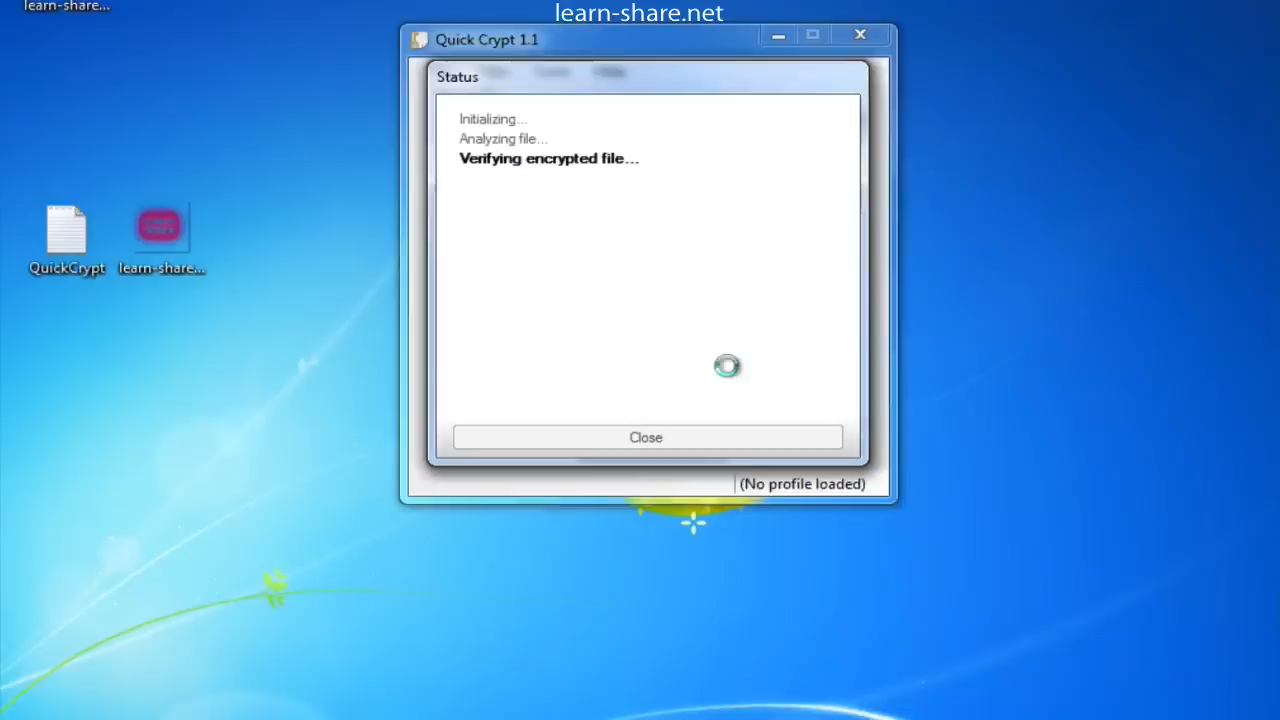 learn-share...
learn-share.net
Quick Crypt 1.1
Status
Initializing...
Analyzing file...
Verifying encrypted file...
QuickCrypt
learn-share...
Close
(No profile loaded)